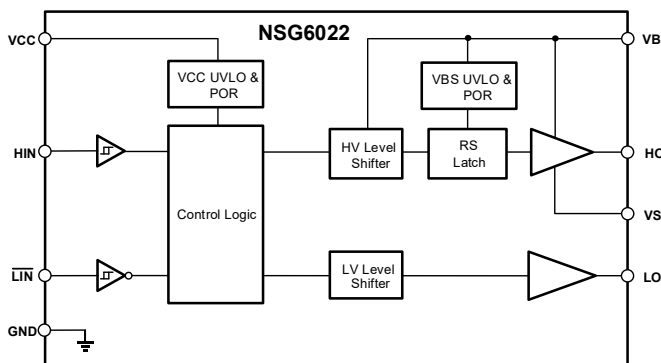 NSG6022
VCC
VB
VCC UVLO &
POR
VBS UVLO &
POR
HIN
HV Level
Shifter
RS
Latch
HO
Control Logic
VS
LIN
LV Level
Shifter
LO
GND